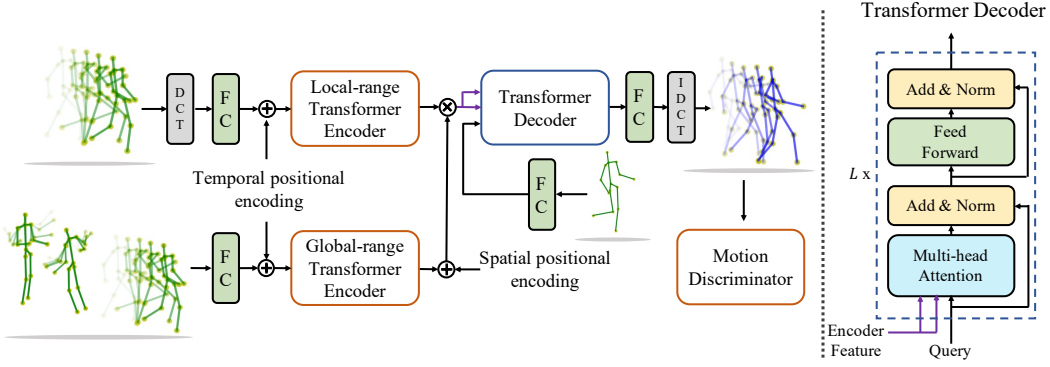 Transformer Decoder
D
C
T
F
C
Local-range
Transformer
Encoder
Transformer
Decoder
F
C
I
D
C
T
Temporal positional
encoding
F
C
F
C
Global-range
Transformer
Encoder
Spatial positional
encoding
Motion
Discriminator
Add & Norm
Feed
Forward
L x
Add & Norm
Multi-head
Attention
Encoder
Feature
Query